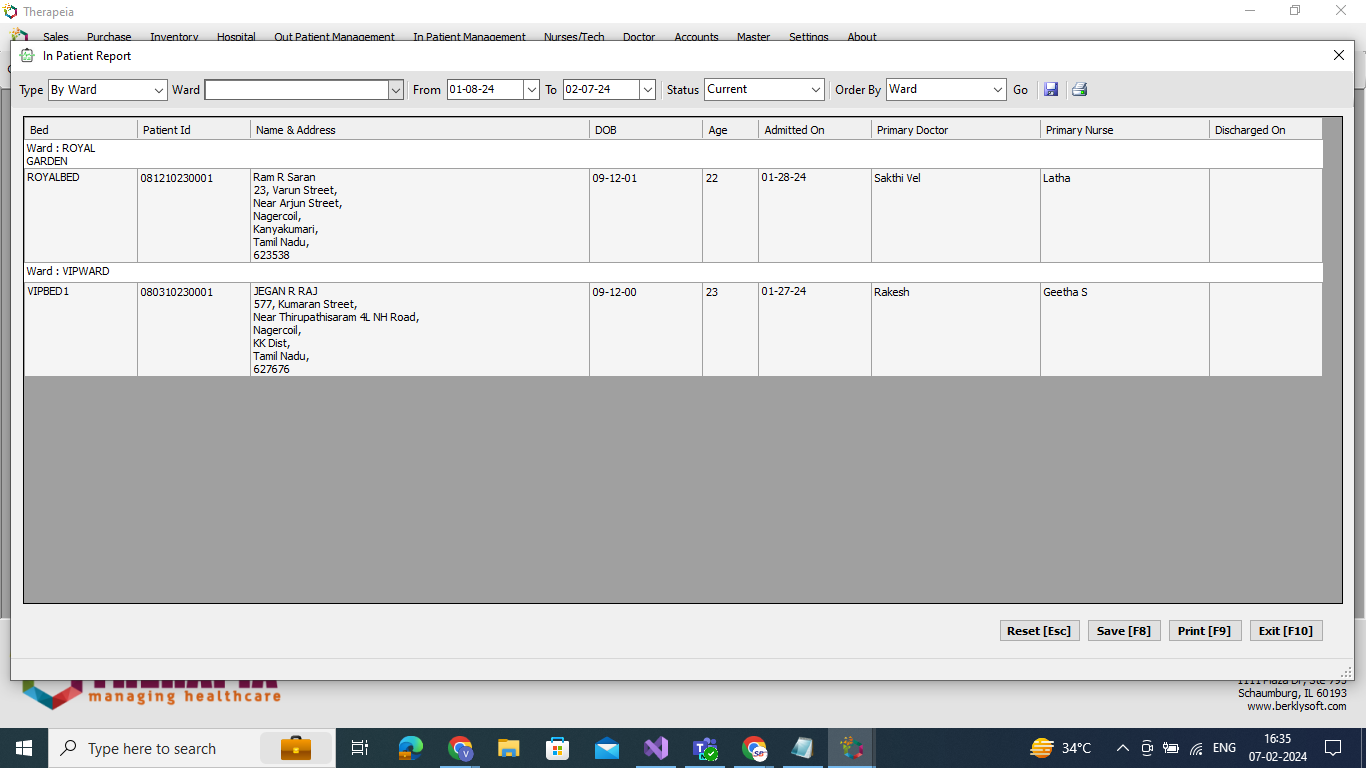 Therapeia
Sales Purchase Inventory Hospital Out Patient Management In Patient Management Nurses/Tech Doctor Accounts Master Settings About
In Patient Report
Type By Ward Ward From 01-08-24 To 02-07-24 Status Current Order By Ward Go
Bed Patient Id Name & Address DOB Age Admitted On Primary Doctor Primary Nurse Discharged On
Ward : ROYAL
GARDEN
ROYALBED 081210230001 Ram R Saran 09-12-01 22 01-28-24 Sakthi Vel Latha
23, Varun Street,
Near Arjun Street,
Nagercoil,
Kanyakumari,
Tamil Nadu,
623538
Ward : VIPWARD
VIPBED1 080310230001 JEGAN R RAJ 09-12-00 23 01-27-24 Rakesh Geetha S
577, Kumaran Street,
Near Thirupathisaram 4L NH Road,
Nagercoil,
KK Dist,
Tamil Nadu,
627676
Reset [Esc] Save [F8] Print [F9] Exit [F10]
managing healthcare
1111 Plaza Dr, Ste 795
Schaumburg, IL 60193
www.berklysoft.com
Type here to search
34°C
ENG
16:35
07-02-2024